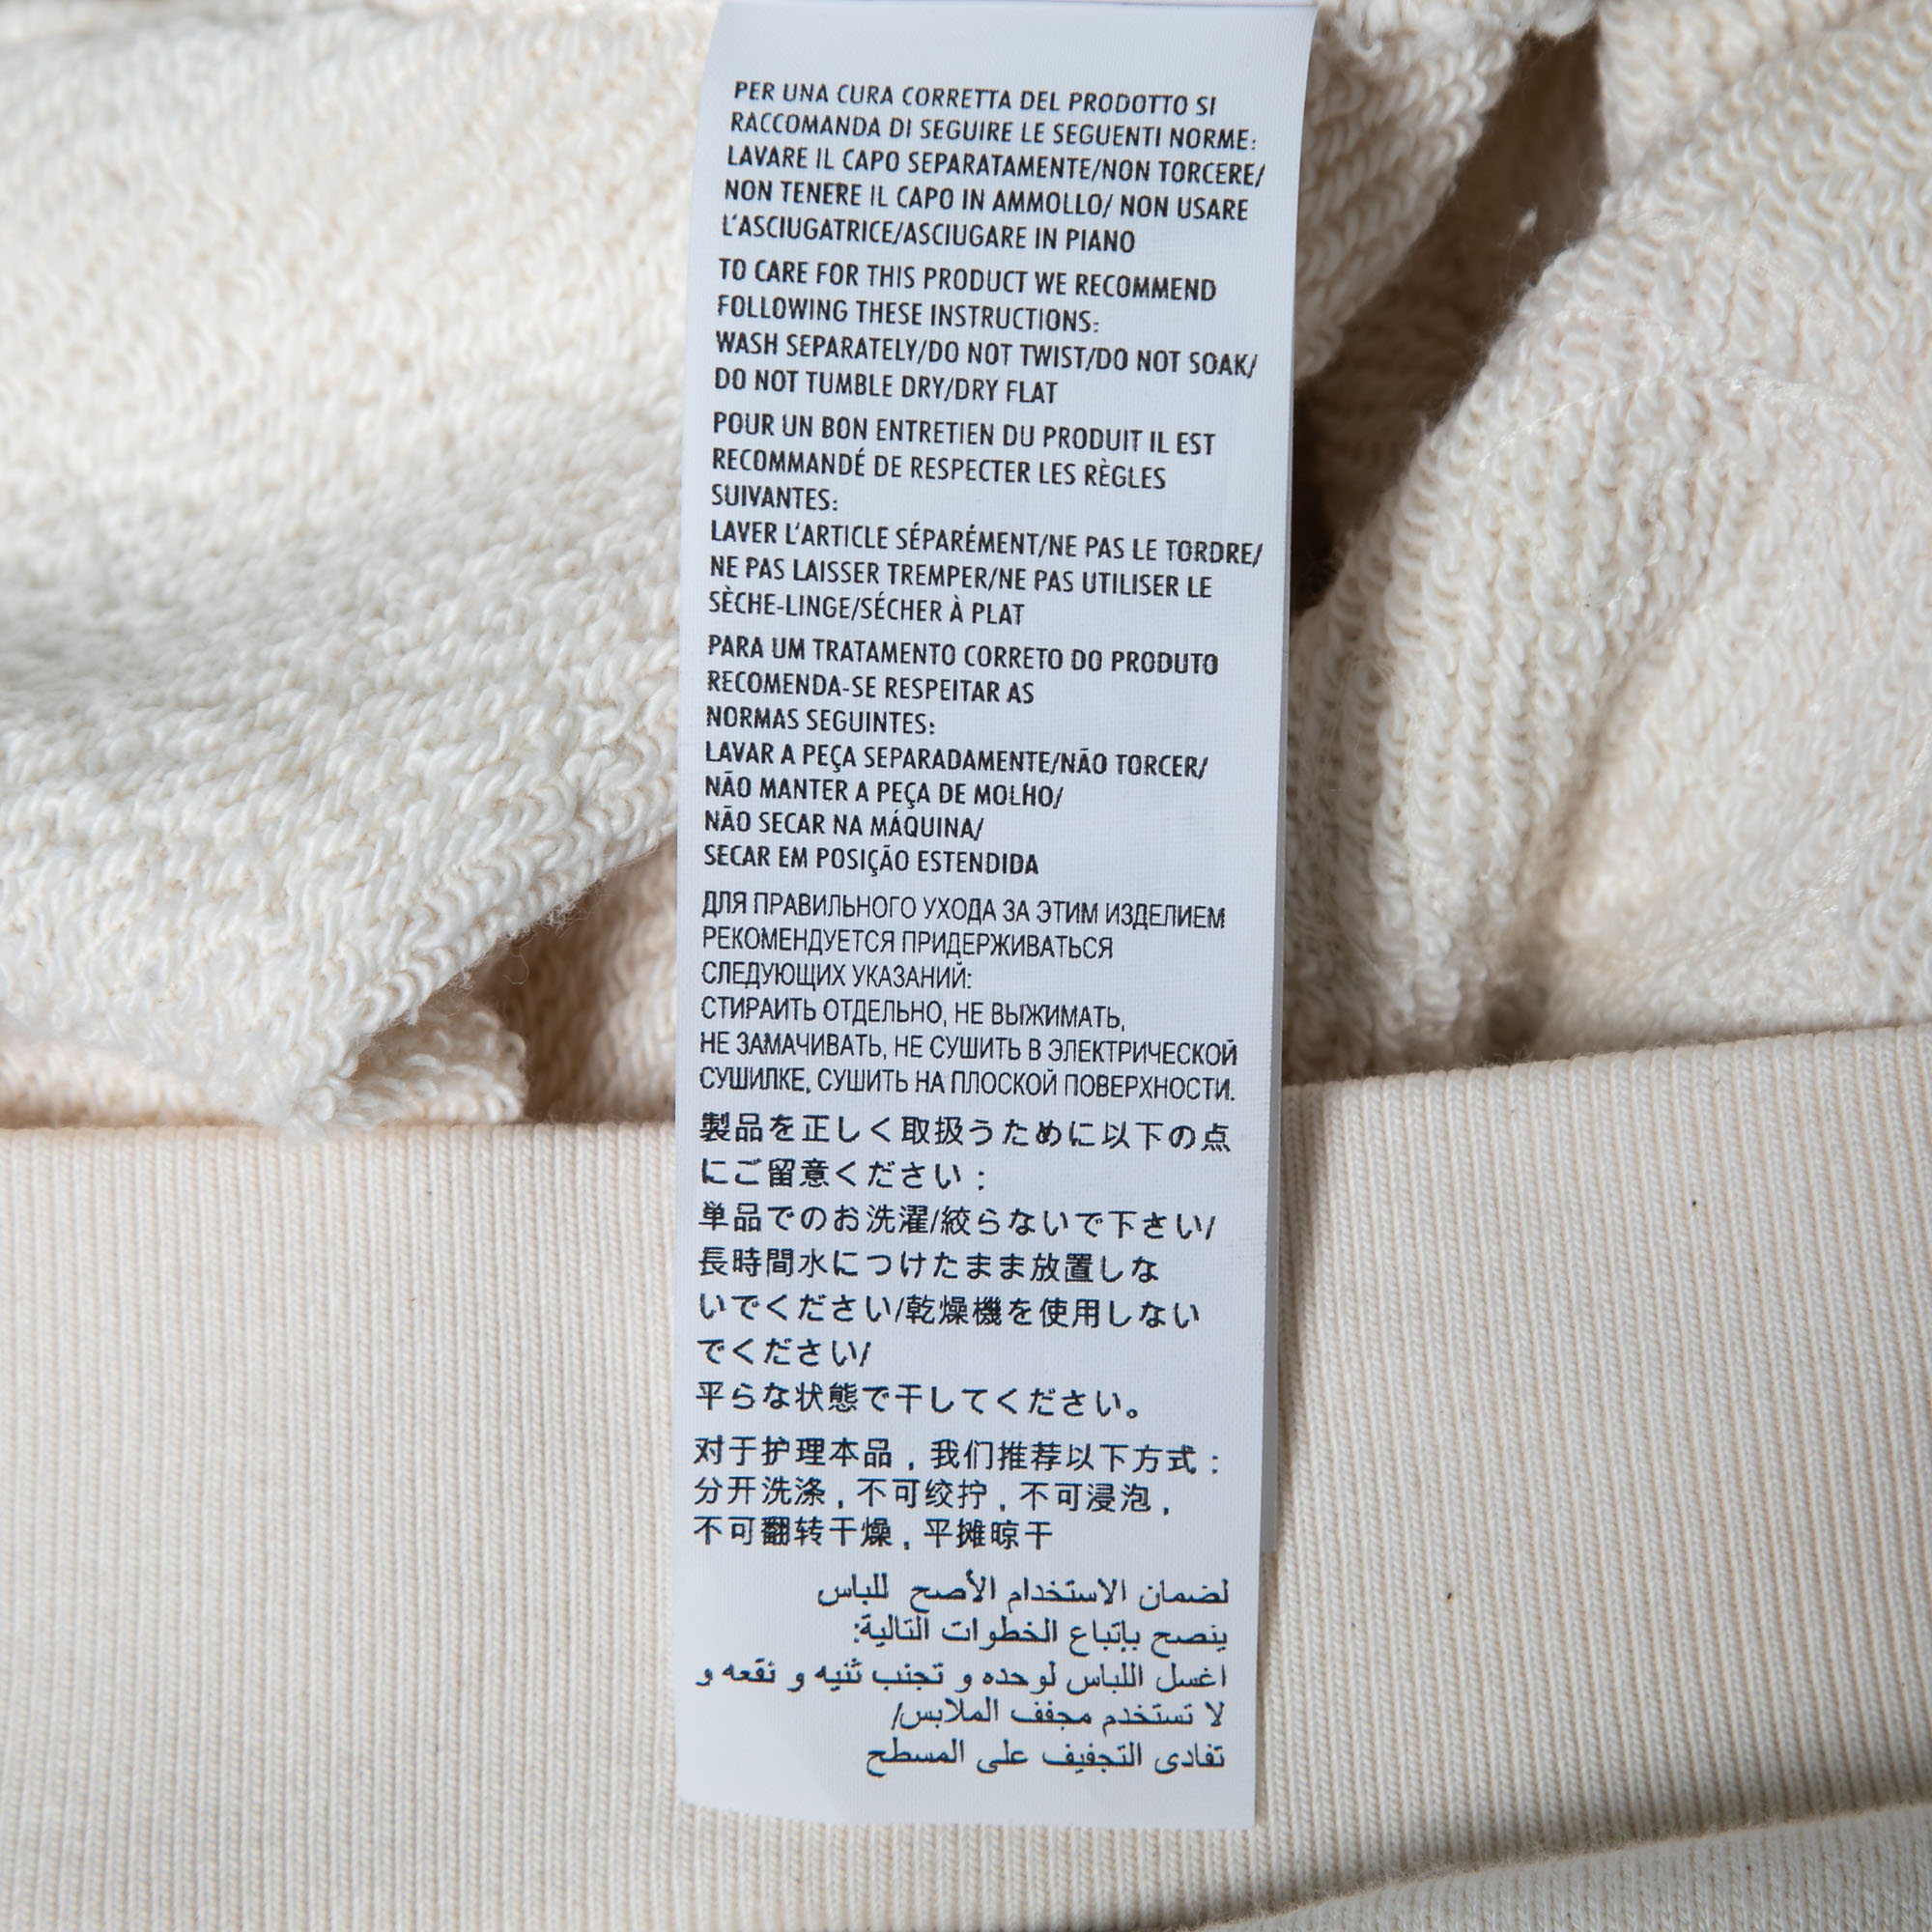 PER UNA CURA CORRETTA DEL PRODOTTO SI
RACCOMANDA DI SEGUIRE LE SEGUENTI NORME:
LAVARE IL CAPO SEPARATAMENTE/NON TORCERE/
NON TENERE IL CAPO IN AMMOLLO/ NON USARE
L'ASCIUGATRICE/ASCIUGARE IN PIANO
TO CARE FOR THIS PRODUCT WE RECOMMEND
FOLLOWING THESE INSTRUCTIONS:
WASH SEPARATELY/DO NOT TWIST/DO NOT SOAK/
DO NOT TUMBLE DRY/DRY FLAT
POUR UN BON ENTRETIEN DU PRODUIT IL EST
RECOMMANDÉ DE RESPECTER LES RÈGLES
SUIVANTES:
LAVER L'ARTICLE SÉPARÉMENT/NE PAS LE TORDRE/
NE PAS LAISSER TREMPER/NE PAS UTILISER LE
SÈCHE-LINGE/SÉCHER À PLAT
PARA UM TRATAMENTO CORRETO DO PRODUTO
RECOMENDA-SE RESPEITAR AS
NORMAS SEGUINTES:
LAVAR A PEÇA SEPARADAMENTE/NÃO TORCER/
NÃO MANTER A PEÇA DE MOLHO/
NÃO SECAR NA MÁQUINA/
SECAR EM POSIÇÃO ESTENDIDA
ДЛЯ ПРАВИЛЬНОГО УХОДА ЗА ЭТИМ ИЗДЕЛИЕМ
РЕКОМЕНДУЕТСЯ ПРИДЕРЖИВАТЬСЯ
СЛЕДУЮЩИХ УКАЗАНИЙ:
СТИРАИТЬ ОТДЕЛЬНО, НЕ ВЫЖИМАТЬ,
НЕ ЗАМАЧИВАТЬ, НЕ СУШИТЬ В ЭЛЕКТРИЧЕСКОЙ
СУШИЛКЕ, СУШИТЬ НА ПЛОСКОЙ ПОВЕРХНОСТИ.
製品を正しく取扱うために以下の点
にご留意ください：
単品でのお洗濯/絞らないで下さい/
長時間水につけたまま放置しな
いでください/乾燥機を使用しない
でください/
平らな状態で干してください。
对于护理本品，我们推荐以下方式：
分开洗涤，不可绞拧，不可浸泡，
不可翻转干燥，平摊晾干
لضمان الاستخدام الأصح للباس
ينصح بإتباع الخطوات التالية:
اغسل اللباس لوحده و تجنب ثنيه و نقعه و
لا تستخدم مجفف الملابس/
تفادى التجفيف على المسطح